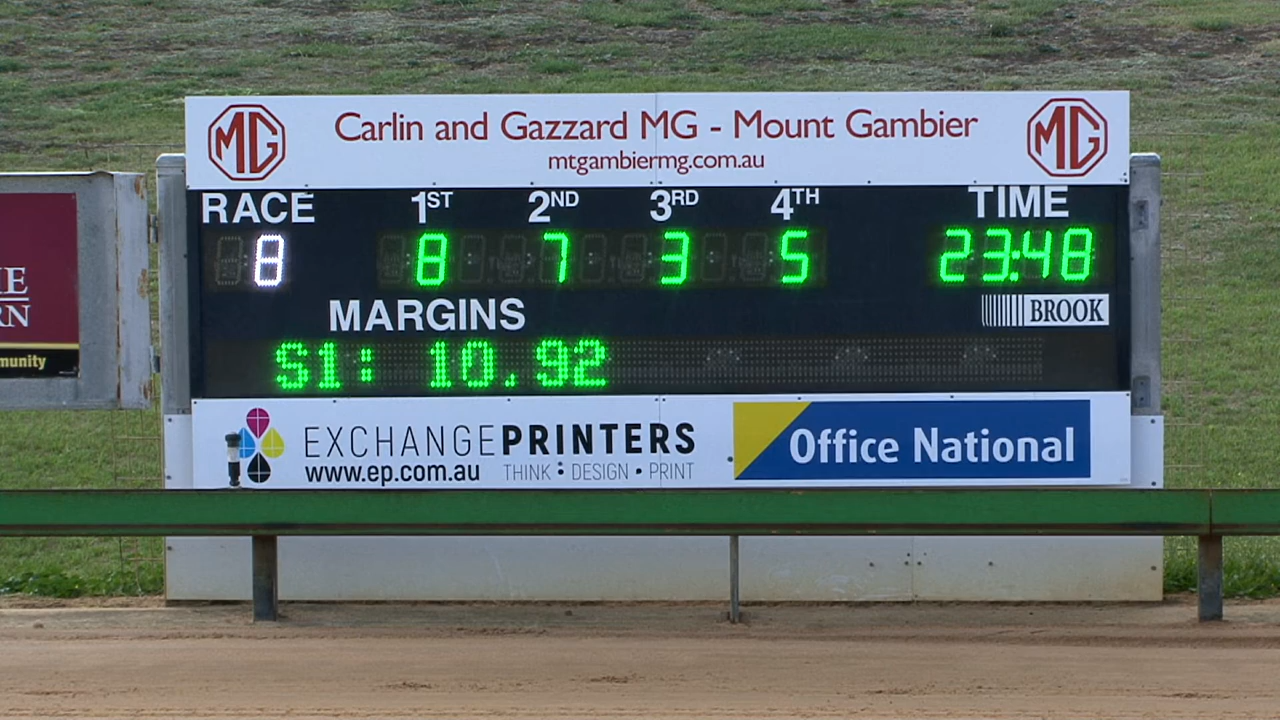 MG Carlin and Gazzard MG - Mount Gambier MG
mtgambiermg.com.au
RACE 1ST 2ND 3RD 4TH TIME
8 8 7 3 5 23:48
MARGINS BROOK
S1: 10.92
munity
EXCHANGEPRINTERS
www.ep.com.au THINK : DESIGN • PRINT
Office National